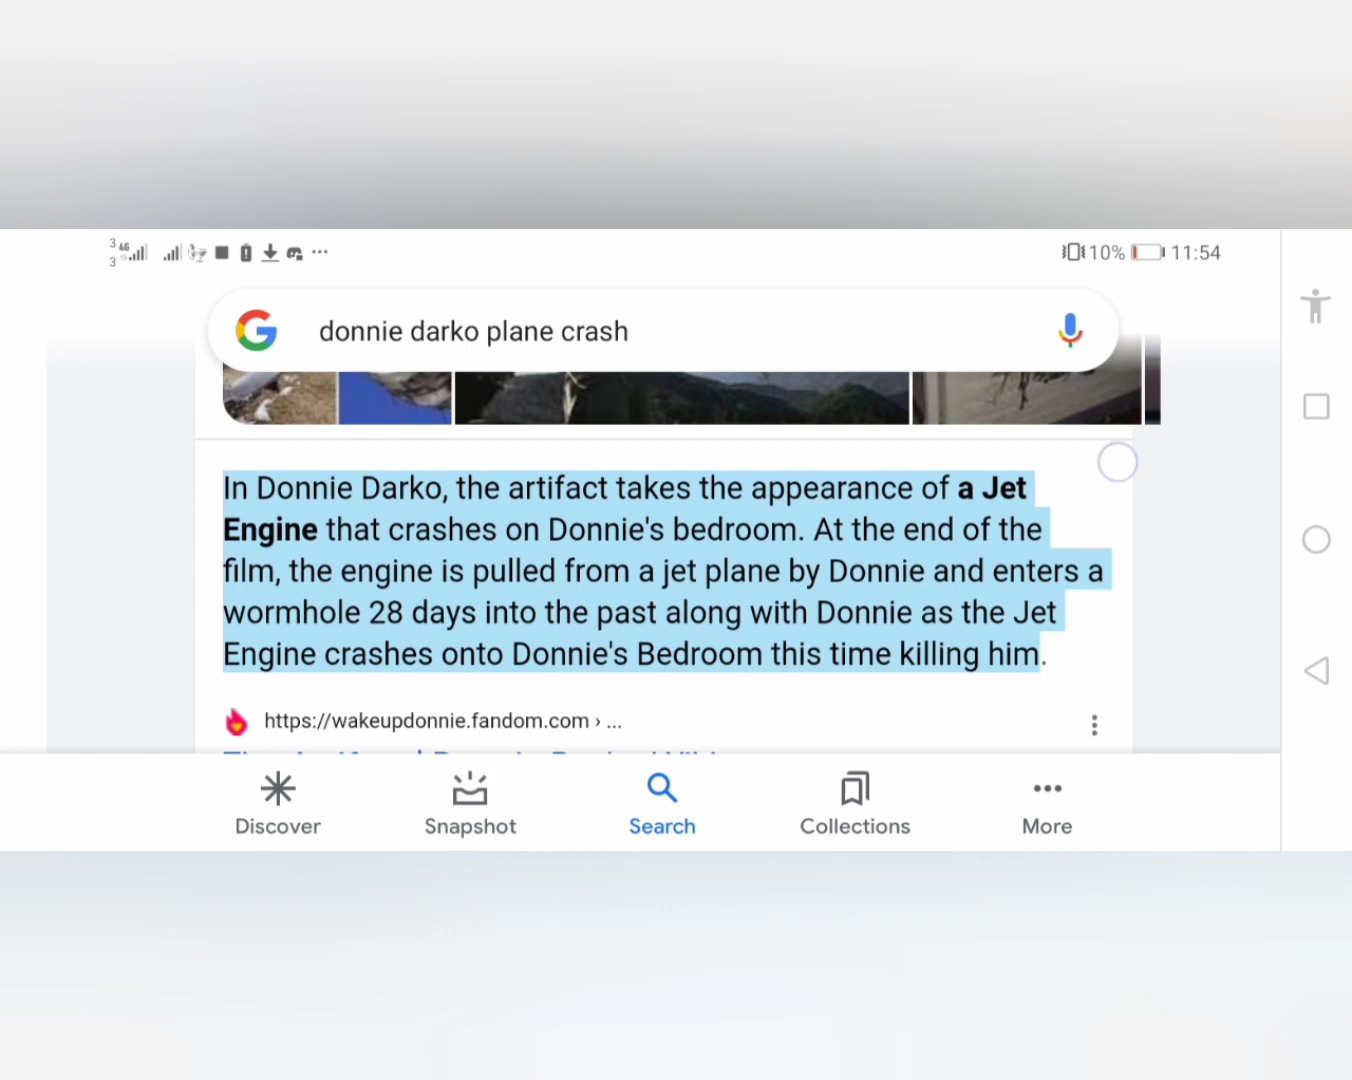 3 4G 3 10% 11:54
donnie darko plane crash
In Donnie Darko, the artifact takes the appearance of a Jet
Engine that crashes on Donnie's bedroom. At the end of the
film, the engine is pulled from a jet plane by Donnie and enters a
wormhole 28 days into the past along with Donnie as the Jet
Engine crashes onto Donnie's Bedroom this time killing him.
https://wakeupdonnie.fandom.com › ...
Discover Snapshot Search Collections More